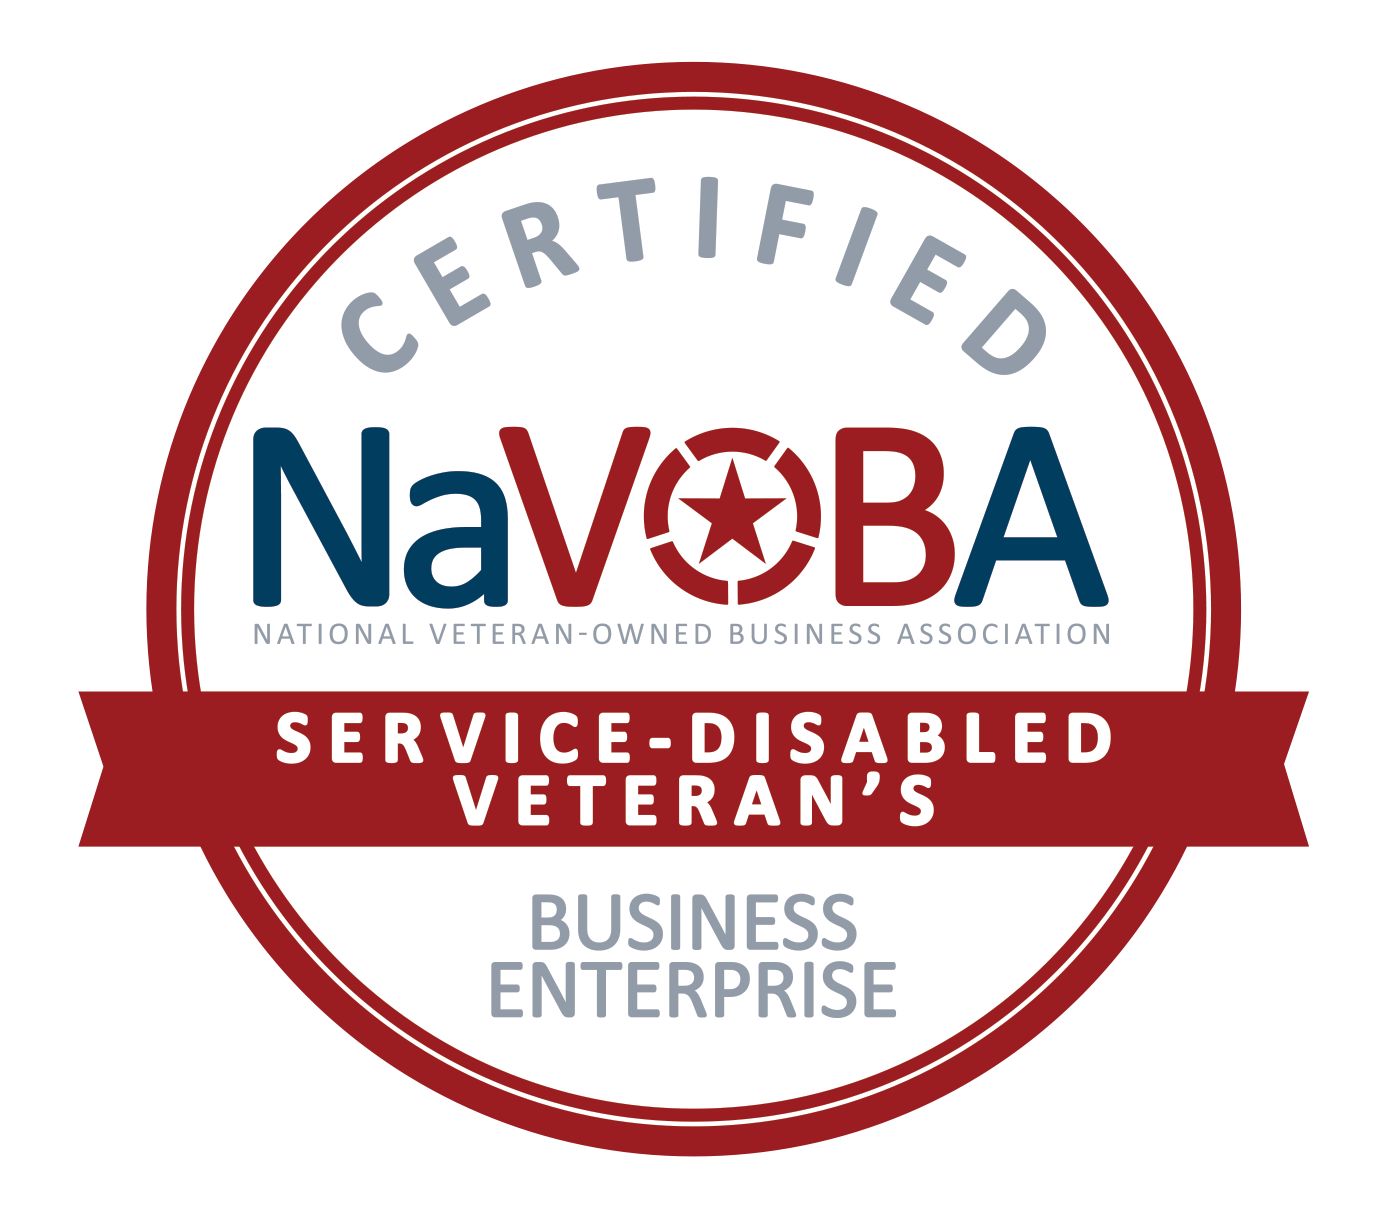 CERTIFIED
NaVOBA
NATIONAL VETERAN-OWNED BUSINESS ASSOCIATION
SERVICE-DISABLED
VETERAN’S
BUSINESS
ENTERPRISE